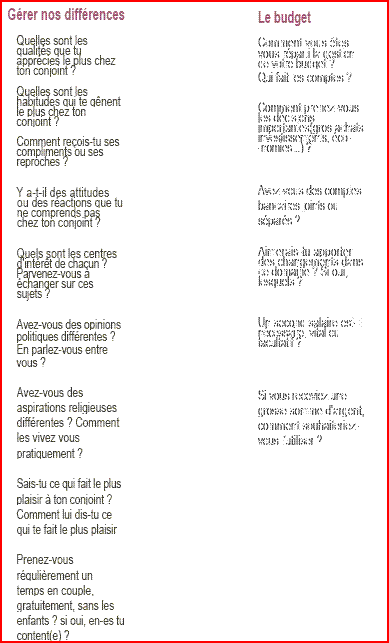 Gérer nos différences
Quelles sont les
qualités que tu
apprécies le plus chez
ton conjoint ?
Quelles sont les
habitudes qui te gênent
le plus chez ton
conjoint ?
Comment reçois-tu ses
compliments ou ses
reproches ?
Y a-t-il des attitudes
ou des réactions que tu
ne comprends pas
chez ton conjoint ?
Quels sont les centres
d'intérêt de chacun ?
Parvenez-vous à
échanger sur ces
sujets ?
Avez-vous des opinions
politiques différentes ?
En parlez-vous entre
vous ?
Avez-vous des
aspirations religieuses
différentes ? Comment
les vivez vous
pratiquement ?
Sais-tu ce qui fait le plus
plaisir à ton conjoint ?
Comment lui dis-tu ce
qui te fait le plus plaisir
Prenez-vous
régulièrement un
temps en couple,
gratuitement, sans les
enfants ? si oui, en-es tu
content(e) ?
Le budget
Comment vous êtes
vous réparti la gestion
de votre budget ?
Qui fait les comptes ?
Comment prenez-vous
les décisions
importantes(gros achats
investissements, éco-
nomies...) ?
Avez vous des comptes
bancaires joints ou
séparés ?
Aimerais-tu apporter
des changements dans
ce domaine ? Si oui,
lesquels ?
Un second salaire est-il
nécessaire, vital ou
facultatif ?
Si vous receviez une
grosse somme d'argent,
comment souhaiteriez-
vous l'utiliser ?